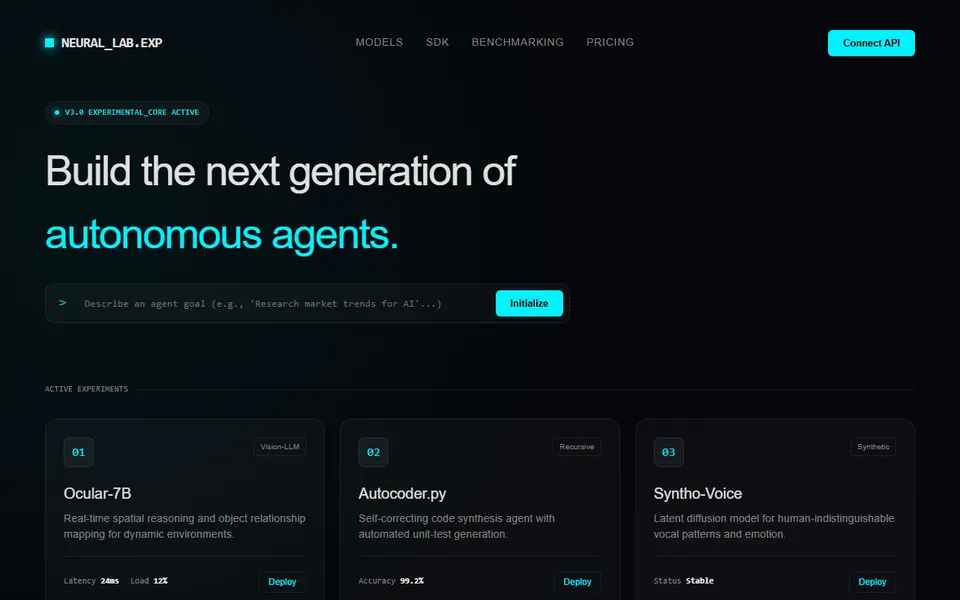 NEURAL_LAB.EXP
MODELS SDK BENCHMARKING PRICING
Connect API
V3.0 EXPERIMENTAL_CORE ACTIVE
Build the next generation of
autonomous agents.
> Describe an agent goal (e.g., 'Research market trends for AI'...)
Initialize
ACTIVE EXPERIMENTS
01
Vision-LLM
Ocular-7B
Real-time spatial reasoning and object relationship
mapping for dynamic environments.
Latency 24ms Load 12%
Deploy
02
Recursive
Autocoder.py
Self-correcting code synthesis agent with
automated unit-test generation.
Accuracy 99.2%
Deploy
03
Synthetic
Syntho-Voice
Latent diffusion model for human-indistinguishable
vocal patterns and emotion.
Status Stable
Deploy